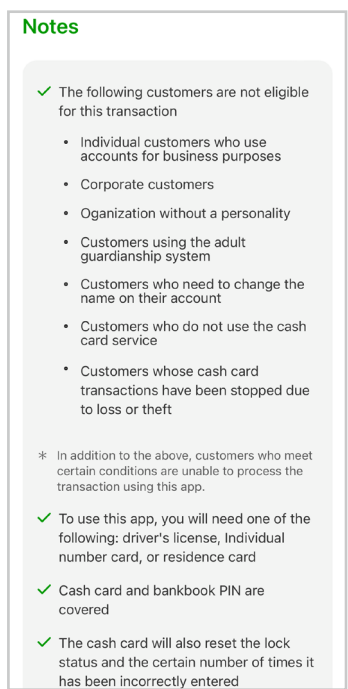 Notes
The following customers are not eligible
for this transaction
• Individual customers who use
accounts for business purposes
• Corporate customers
• Oganization without a personality
• Customers using the adult
guardianship system
• Customers who need to change the
name on their account
• Customers who do not use the cash
card service
• Customers whose cash card
transactions have been stopped due
to loss or theft
* In addition to the above, customers who meet
certain conditions are unable to process the
transaction using this app.
To use this app, you will need one of the
following: driver's license, Individual
number card, or residence card
Cash card and bankbook PIN are
covered
The cash card will also reset the lock
status and the certain number of times it
has been incorrectly entered